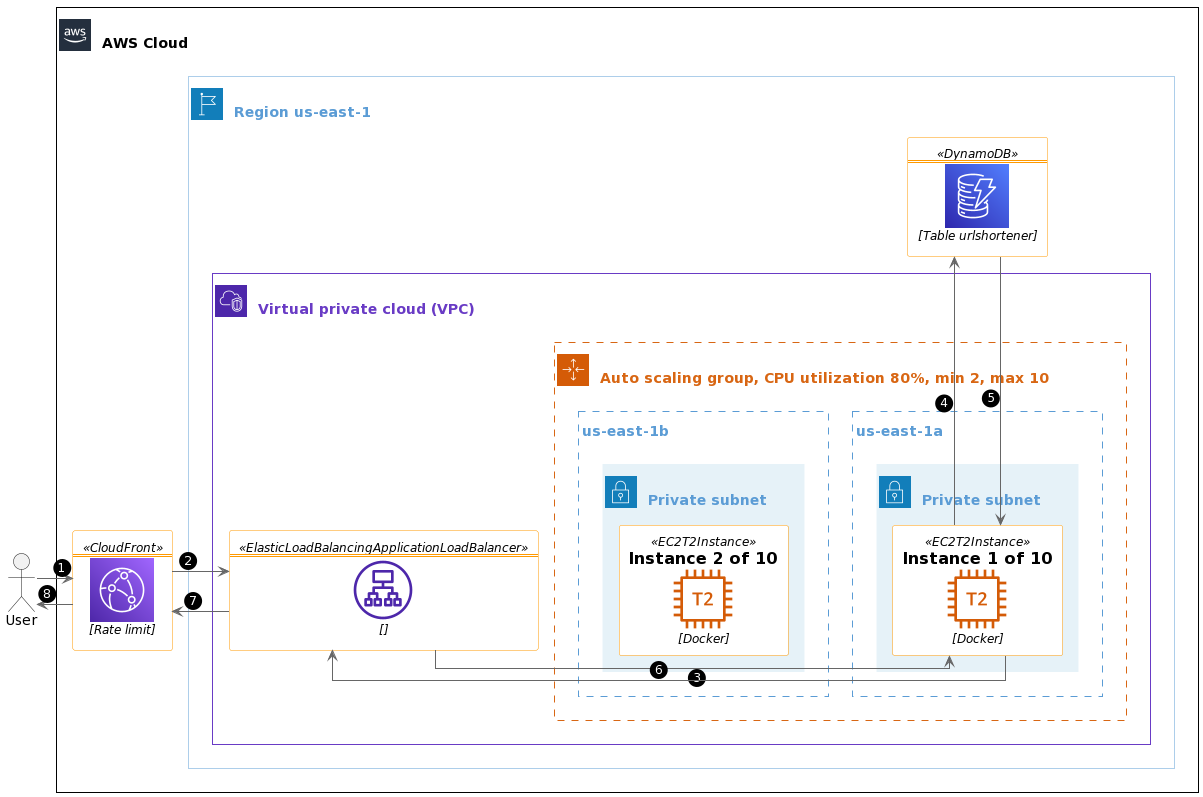 aws
AWS Cloud
Region us-east-1
«DynamoDB»
[Table urlshortener]
Virtual private cloud (VPC)
Auto scaling group, CPU utilization 80%, min 2, max 10
4
5
us-east-1b
us-east-1a
Private subnet
Private subnet
«EC2T2Instance»
Instance 2 of 10
T2
[Docker]
«EC2T2Instance»
Instance 1 of 10
T2
[Docker]
«CloudFront»
[Rate limit]
«ElasticLoadBalancingApplicationLoadBalancer»
[]
1
2
8
7
User
6
3